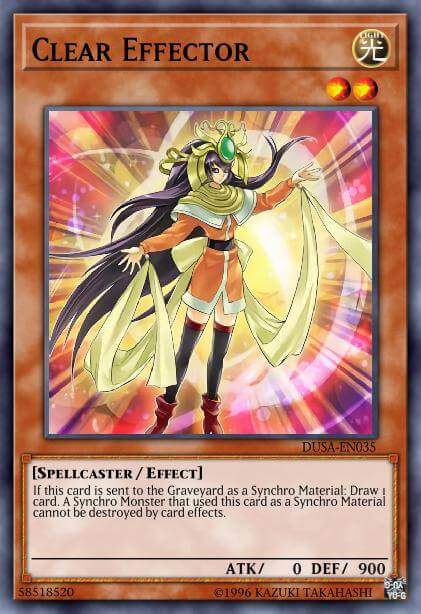 CLEAR EFFECTOR
LIGHT
光
DUSA-EN035
[SPELLCASTER / EFFECT]
If this card is sent to the Graveyard as a Synchro Material: Draw 1
card. A Synchro Monster that used this card as a Synchro Material
cannot be destroyed by card effects.
ATK/ 0 DEF/ 900
58518520 ©1996 KAZUKI TAKAHASHI